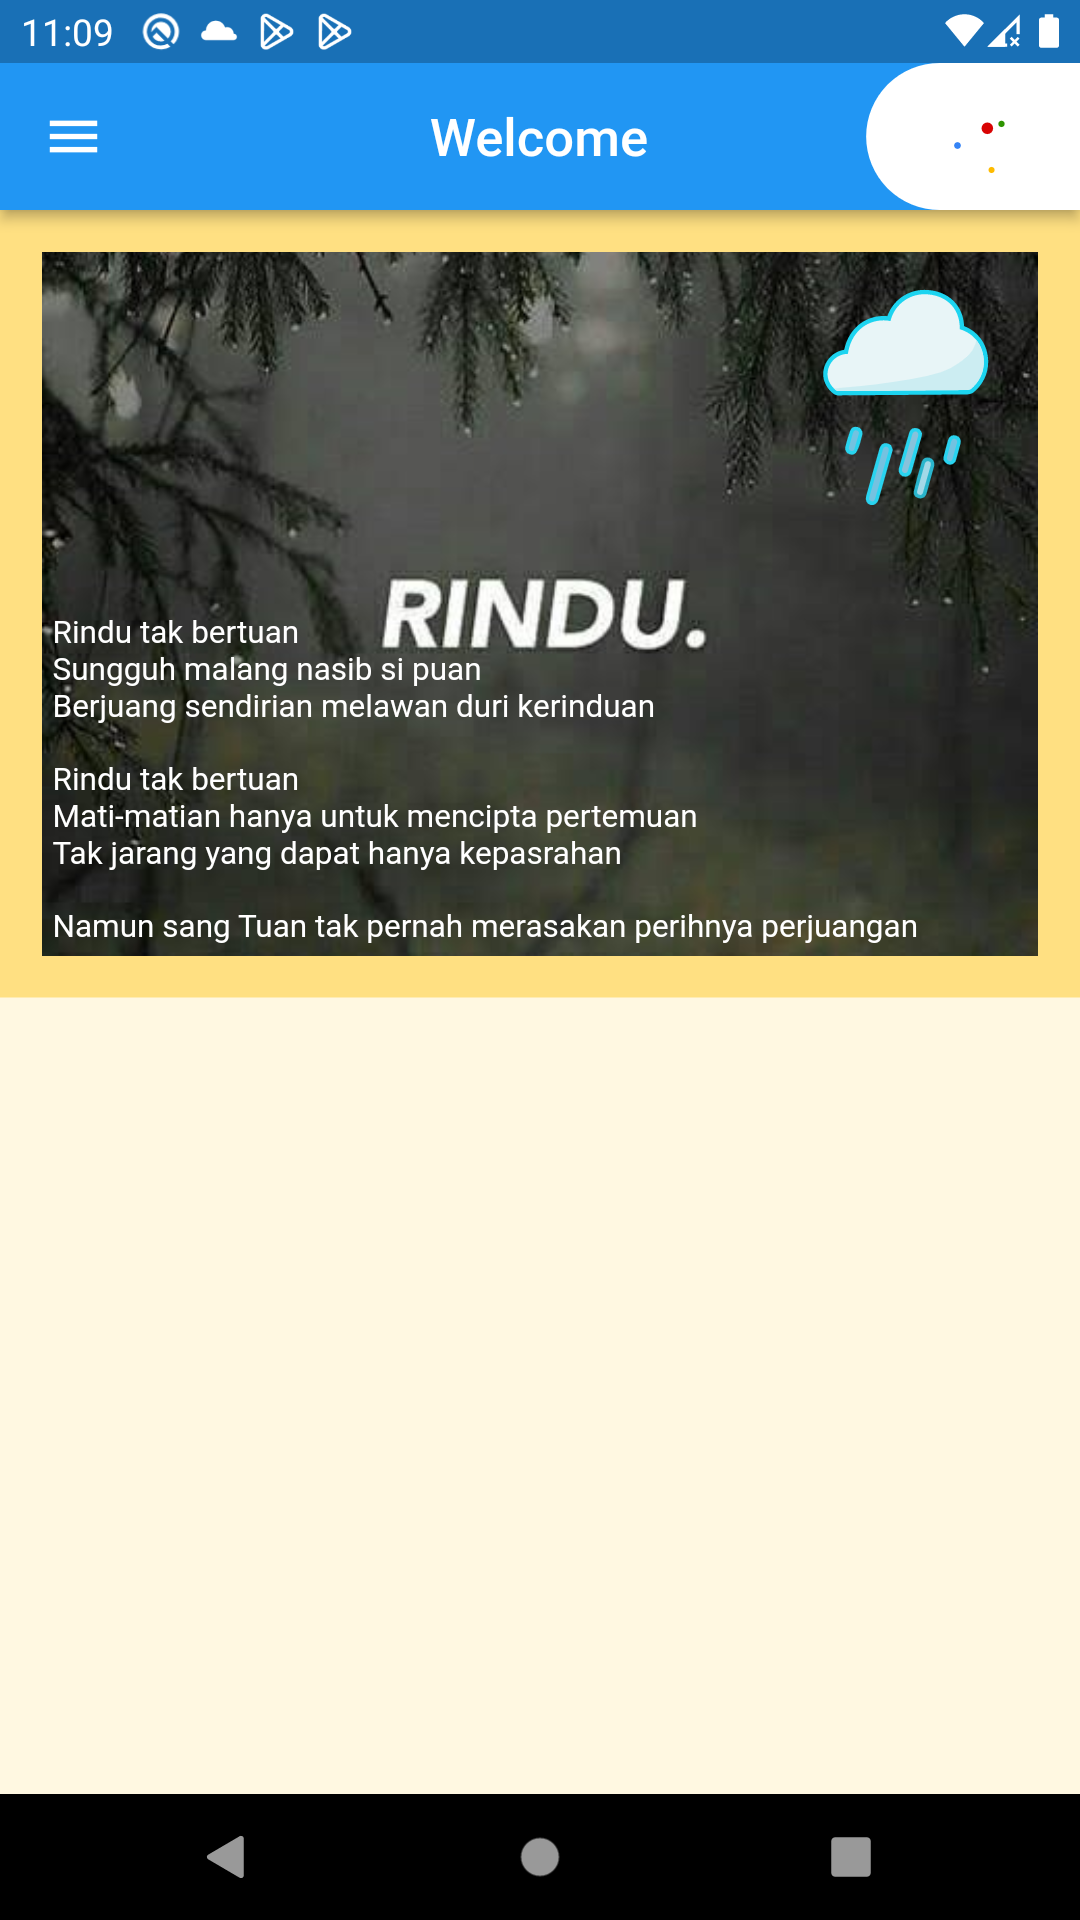 11:09
Welcome
RINDU.
Rindu tak bertuan
Sungguh malang nasib si puan
Berjuang sendirian melawan duri kerinduan
Rindu tak bertuan
Mati-matian hanya untuk mencipta pertemuan
Tak jarang yang dapat hanya kepasrahan
Namun sang Tuan tak pernah merasakan perihnya perjuangan